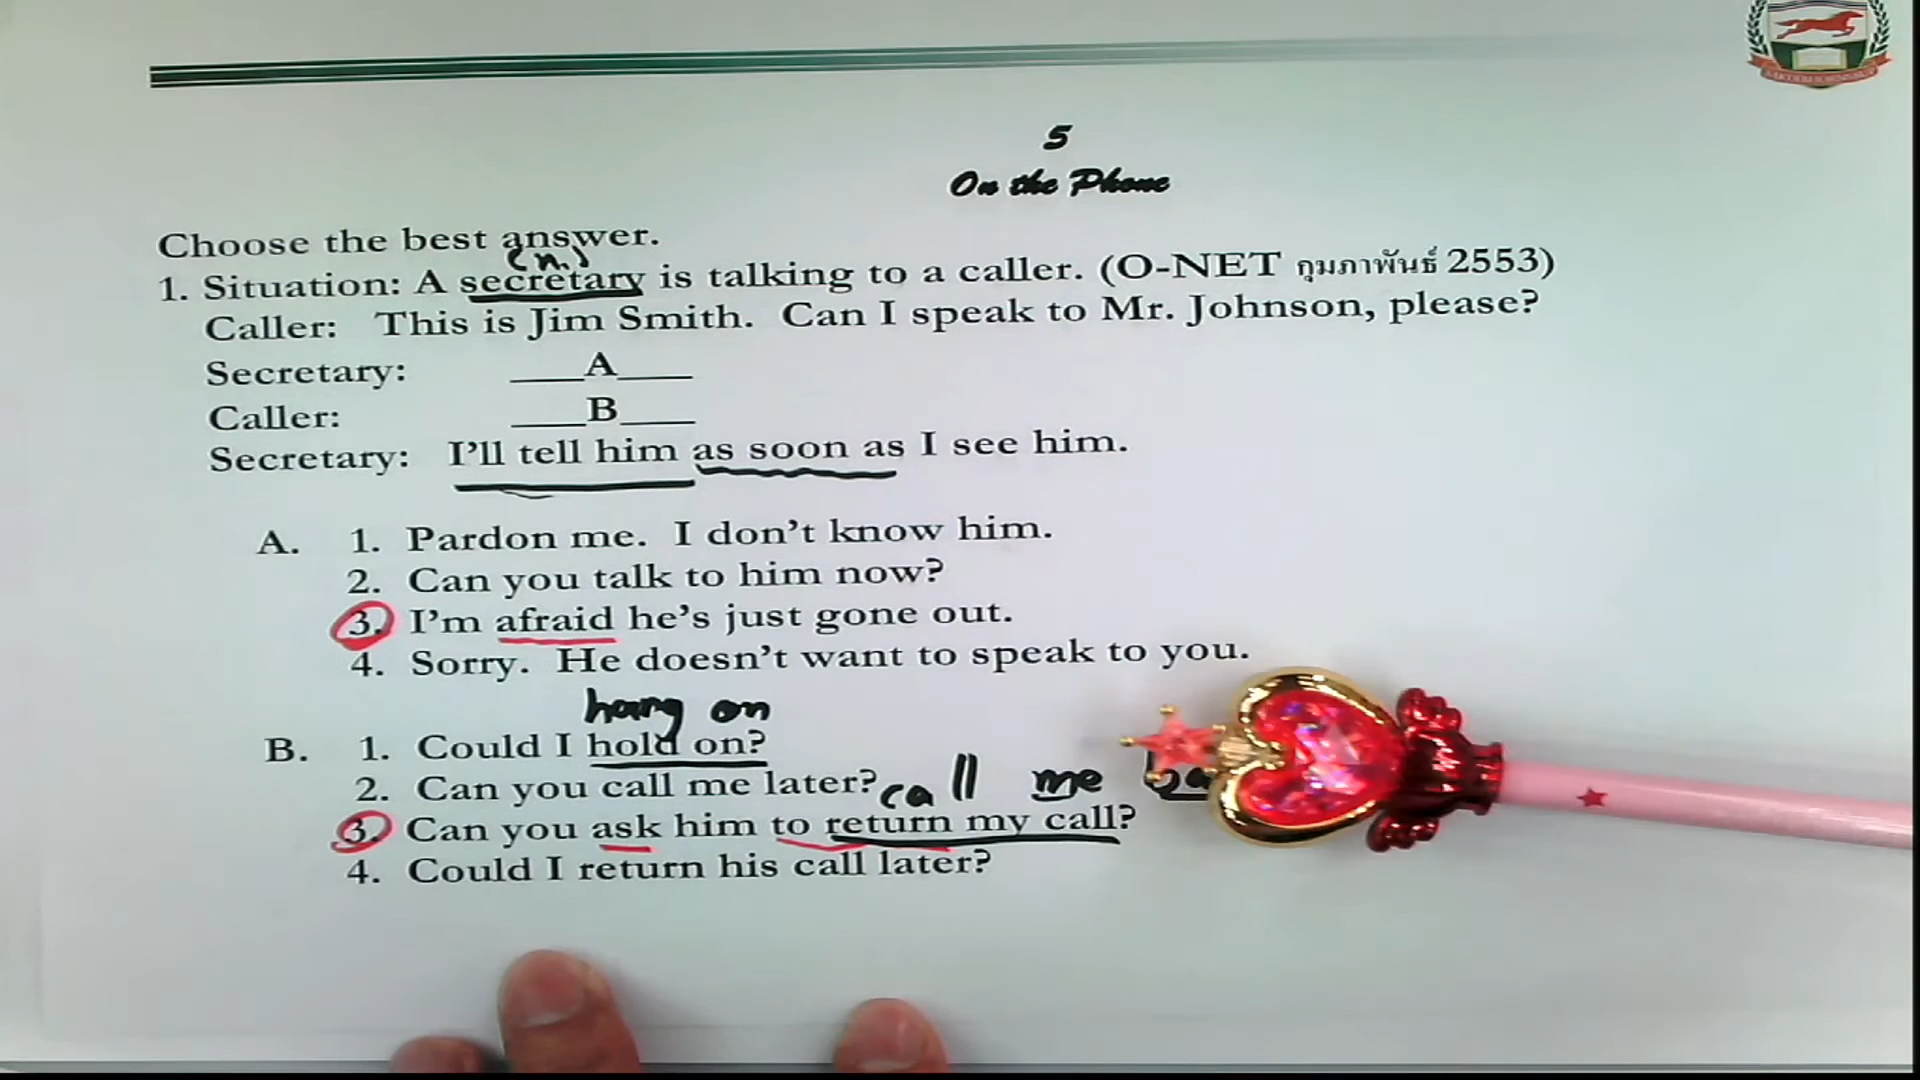 5
On the Phone
Choose the best answer.
(n.)
1. Situation: A secretary is talking to a caller. (O-NET กุมภาพันธ์ 2553)
Caller: This is Jim Smith. Can I speak to Mr. Johnson, please?
Secretary: ____A____
Caller: ____B____
Secretary: I'll tell him as soon as I see him.
A. 1. Pardon me. I don't know him.
2. Can you talk to him now?
3. I'm afraid he's just gone out.
4. Sorry. He doesn't want to speak to you.
hang on
B. 1. Could I hold on?
2. Can you call me later?
call me
3. Can you ask him to return my call?
4. Could I return his call later?